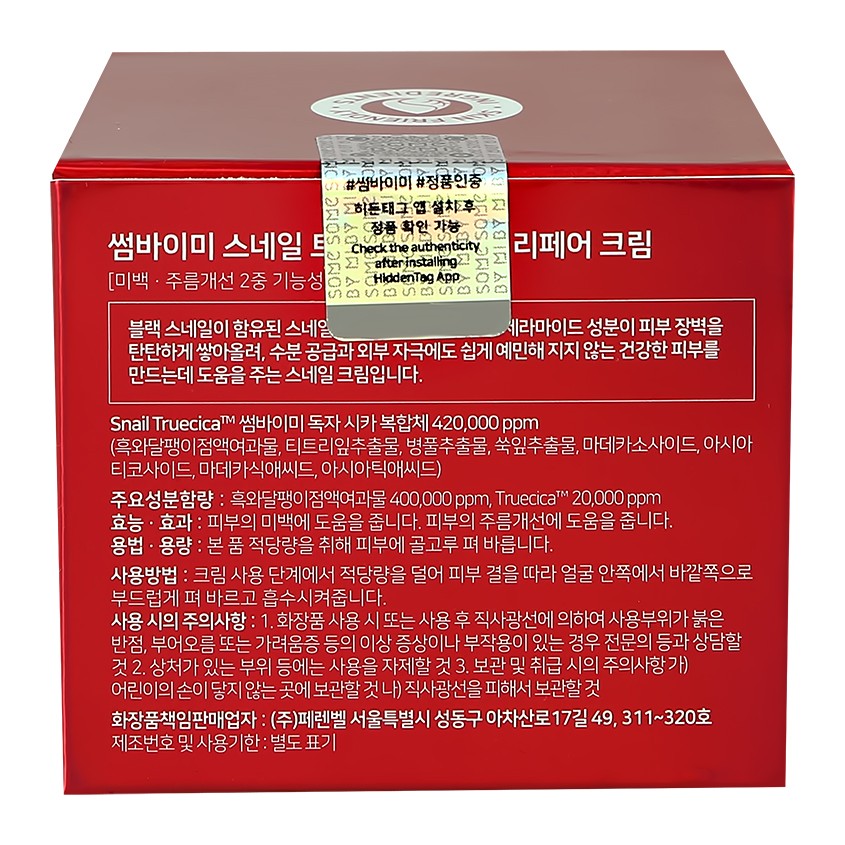 SKIN FRIENDLY INGREDIENTS
#썸바이미 #정품인증
히든태그 앱 설치 후
정품 확인 가능
Check the authenticity
after installing
HiddenTag App
SOME BY MI
썸바이미 스네일 리페어 크림
[미백 · 주름개선 2중 기능성
블랙 스네일이 함유된 스네일 세라마이드 성분이 피부 장벽을
탄탄하게 쌓아올려, 수분 공급과 외부 자극에도 쉽게 예민해 지지 않는 건강한 피부를
만드는데 도움을 주는 스네일 크림입니다.
Snail Truecica™ 썸바이미 독자 시카 복합체 420,000 ppm
(흑와달팽이점액여과물, 티트리잎추출물, 병풀추출물, 쑥잎추출물, 마데카소사이드, 아시아
티코사이드, 마데카식애씨드, 아시아틱애씨드)
주요성분함량 : 흑와달팽이점액여과물 400,000 ppm, Truecica™ 20,000 ppm
효능 · 효과 : 피부의 미백에 도움을 줍니다. 피부의 주름개선에 도움을 줍니다.
용법 · 용량 : 본 품 적당량을 취해 피부에 골고루 펴 바릅니다.
사용방법 : 크림 사용 단계에서 적당량을 덜어 피부 결을 따라 얼굴 안쪽에서 바깥쪽으로
부드럽게 펴 바르고 흡수시켜줍니다.
사용 시의 주의사항 : 1. 화장품 사용 시 또는 사용 후 직사광선에 의하여 사용부위가 붉은
반점, 부어오름 또는 가려움증 등의 이상 증상이나 부작용이 있는 경우 전문의 등과 상담할
것 2. 상처가 있는 부위 등에는 사용을 자제할 것 3. 보관 및 취급 시의 주의사항 가)
어린이의 손이 닿지 않는 곳에 보관할 것 나) 직사광선을 피해서 보관할 것
화장품책임판매업자 : (주)페렌벨 서울특별시 성동구 아차산로17길 49, 311~320호
제조번호 및 사용기한 : 별도 표기